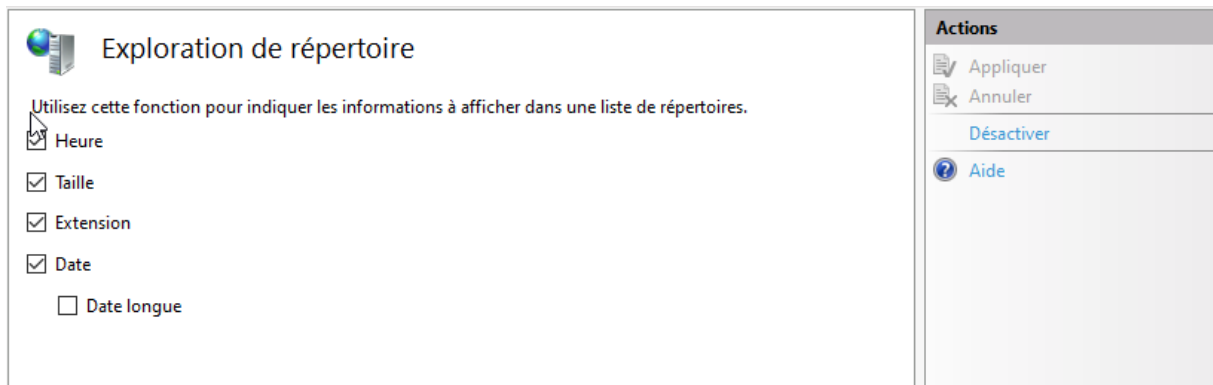 Exploration de répertoire
Utilisez cette fonction pour indiquer les informations à afficher dans une liste de répertoires.
Heure
Taille
Extension
Date
Date longue
Actions
Appliquer
Annuler
Désactiver
Aide